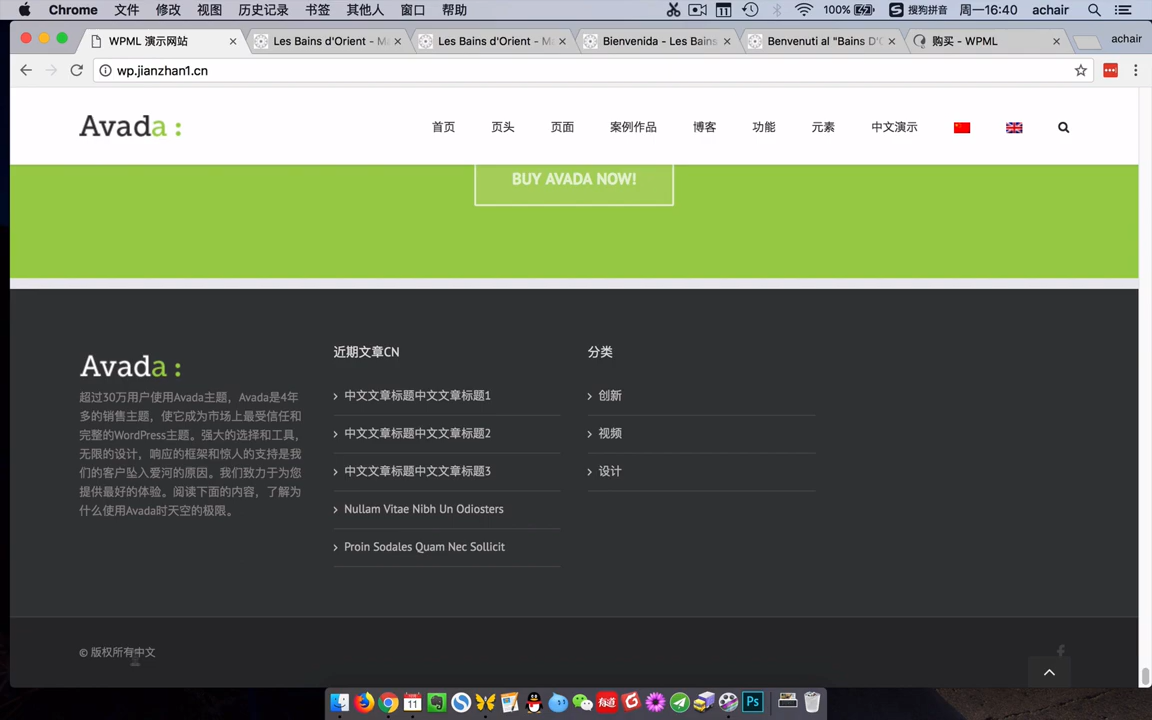 Chrome 文件 修改 视图 历史记录 书签 其他人 窗口 帮助 11 100% S 搜狗拼音 周一16:40 achair
WPML 演示网站 Les Bains d'Orient - Ma Les Bains d'Orient - Ma Bienvenida - Les Bains Benvenuti al "Bains D'O 购买 - WPML achair
wp.jianzhan1.cn
Avada :
首页 页头 页面 案例作品 博客 功能 元素 中文演示
BUY AVADA NOW!
Avada :
超过30万用户使用Avada主题，Avada是4年
多的销售主题，使它成为市场上最受信任和
完整的WordPress主题。强大的选择和工具，
无限的设计，响应的框架和惊人的支持是我
们的客户坠入爱河的原因。我们致力于为您
提供最好的体验。阅读下面的内容，了解为
什么使用Avada时天空的极限。
近期文章CN
中文文章标题中文文章标题1
中文文章标题中文文章标题2
中文文章标题中文文章标题3
Nullam Vitae Nibh Un Odiosters
Proin Sodales Quam Nec Sollicit
分类
创新
视频
设计
© 版权所有中文
11 有道 Ps